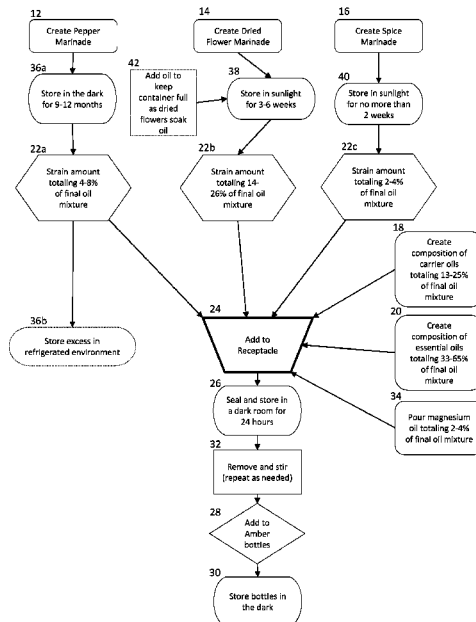 12
Create Pepper
Marinade
14
Create Dried
Flower Marinade
16
Create Spice
Marinade
36a
Store in the dark
for 9-12 months
42
Add oil to
keep
container full
as dried
flowers soak
oil
38
Store in sunlight
for 3-6 weeks
40
Store in sunlight
for no more than
2 weeks
22a
Strain amount
totaling 4-8%
of final oil
mixture
22b
Strain amount
totaling 14-
26% of final oil
mixture
22c
Strain amount
totaling 2-4%
of final oil
mixture
18
Create
composition of
carrier oils
totaling 13-25%
of final oil
mixture
36b
Store excess in
refrigerated environment
24
Add to
Receptacle
20
Create
composition of
essential oils
totaling 33-65%
of final oil
mixture
26
Seal and store in
a dark room for
24 hours
34
Pour magnesium
oil totaling 2-4%
of final oil mixture
32
Remove and stir
(repeat as needed)
28
Add to
Amber
bottles
30
Store bottles in
the dark